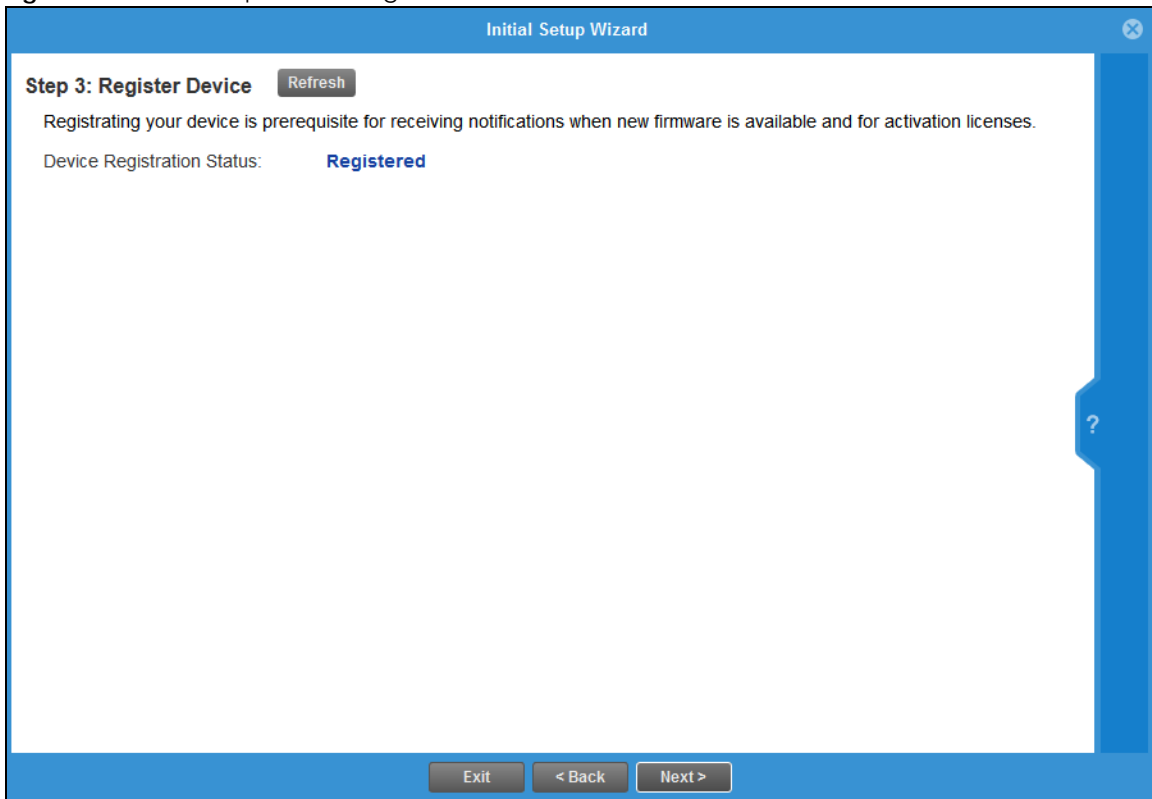 Initial Setup Wizard
Step 3: Register Device Refresh
Registrating your device is prerequisite for receiving notifications when new firmware is available and for activation licenses.
Device Registration Status: Registered
?
Exit < Back Next >